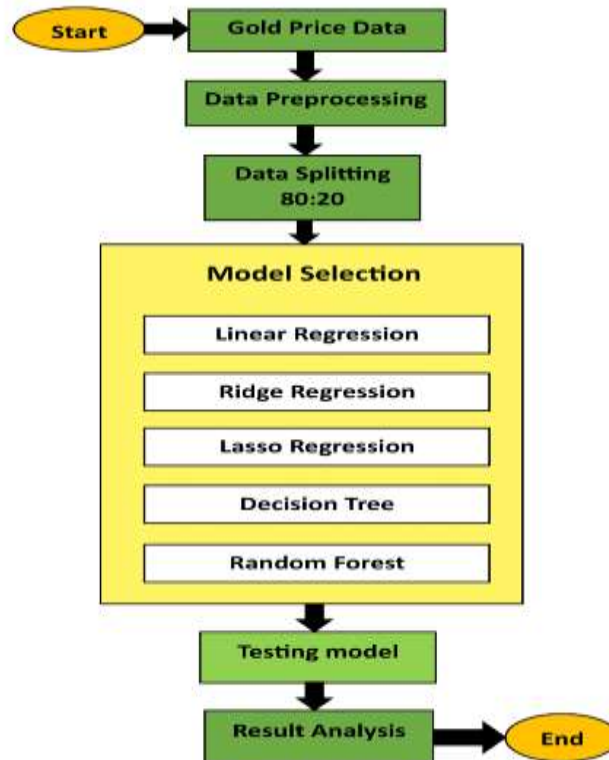 Start
Gold Price Data
Data Preprocessing
Data Splitting
80:20
Model Selection
Linear Regression
Ridge Regression
Lasso Regression
Decision Tree
Random Forest
Testing model
Result Analysis
End